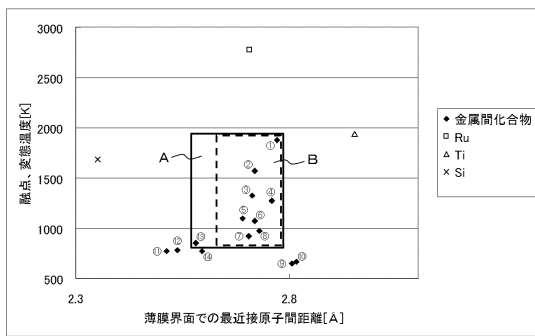 3000
2500
2000
1500
1000
500
融点、変態温度[K]
A
B
①
②
③
④
⑤
⑥
⑦
⑧
⑨
⑩
⑪
⑫
⑬
⑭
2.3
2.8
薄膜界面での最近接原子間距離[Å]
金属間化合物
Ru
Ti
Si